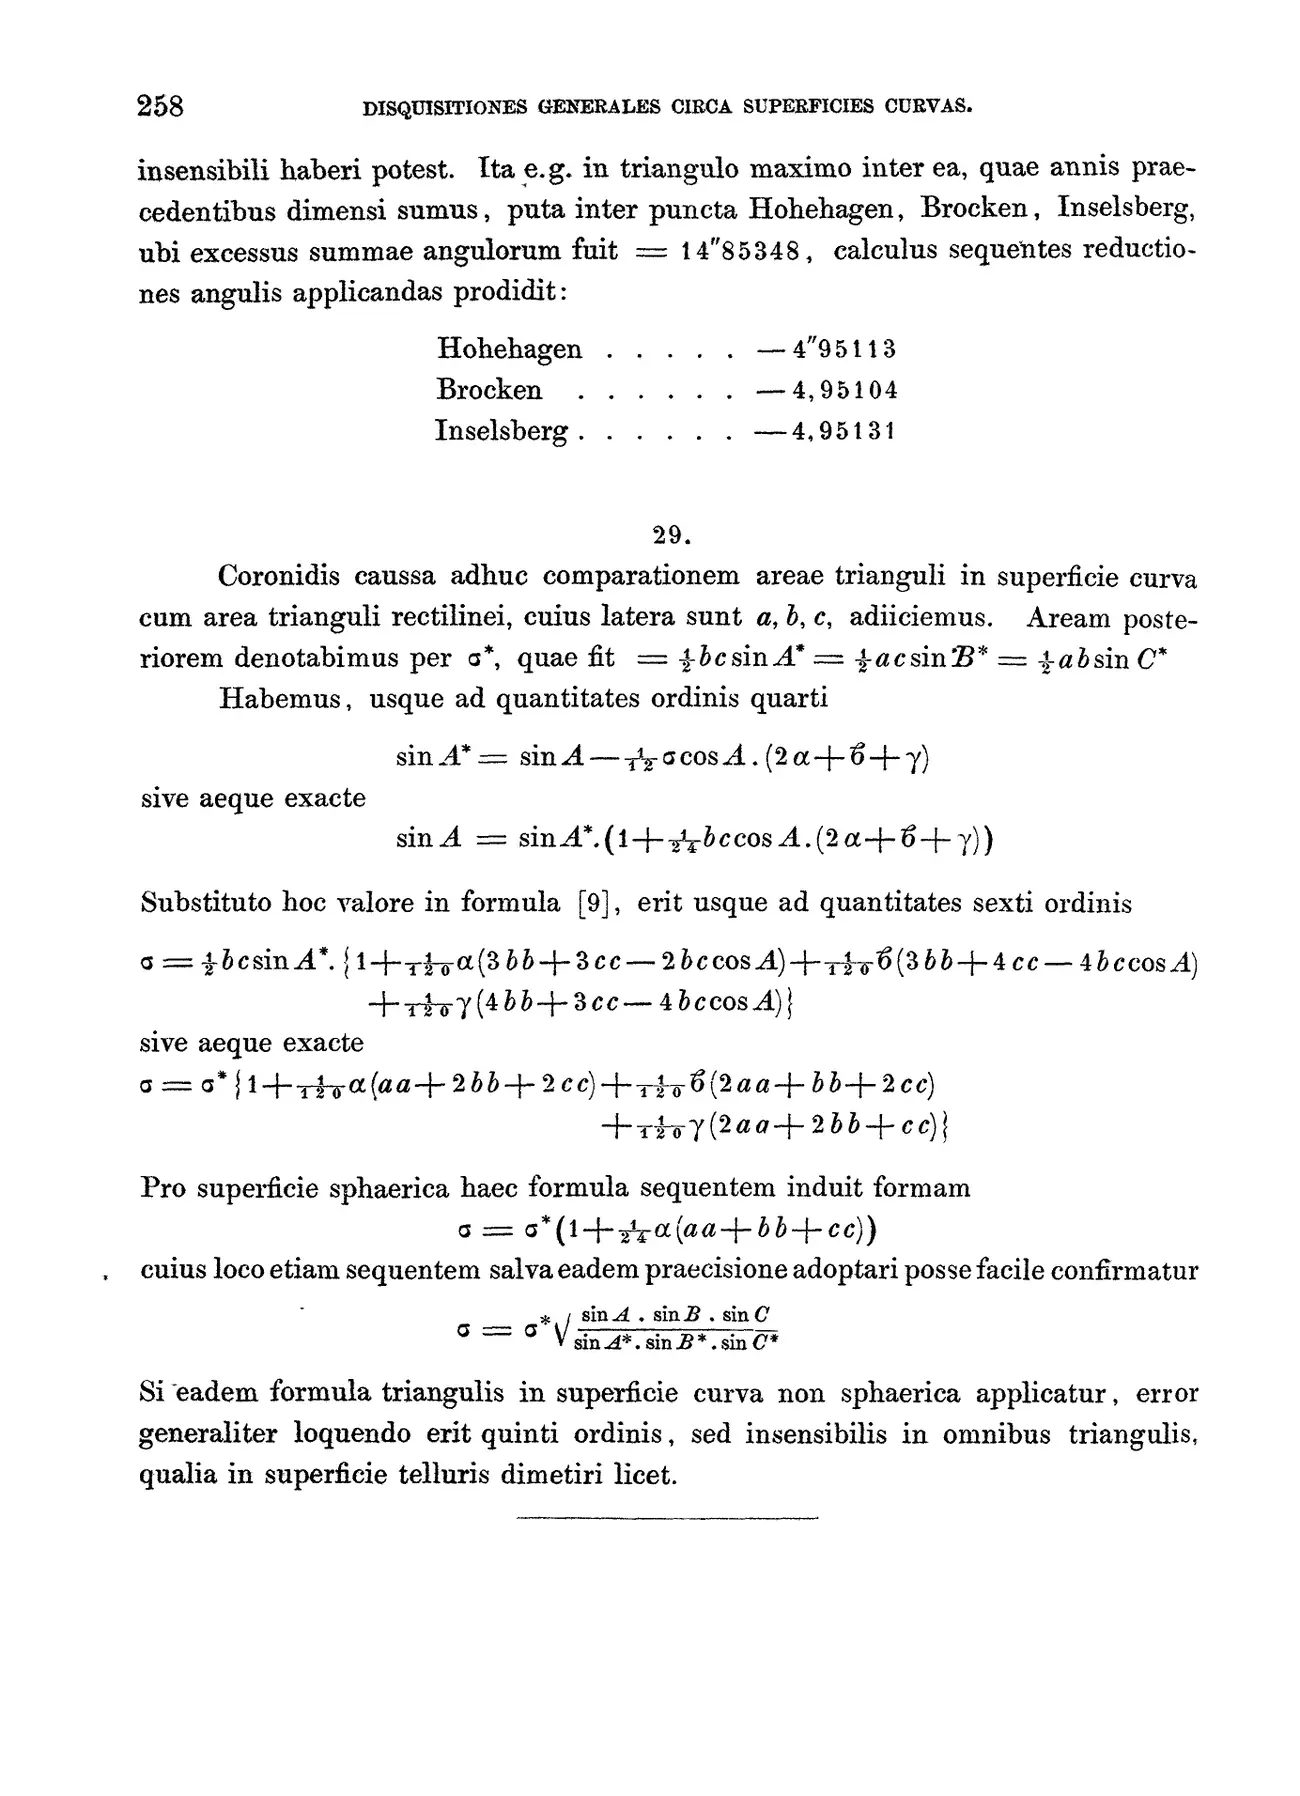 258 DISQUISITIONES GENERALES CIRCA SUPERFICIES CURVAS.
insensibili haberi potest. Ita e.g. in triangulo maximo inter ea, quae annis prae-
cedentibus dimensi sumus, puta inter puncta Hohehagen, Brocken, Inselsberg,
ubi excessus summae angulorum fuit = 14"85348, calculus sequentes reductio-
nes angulis applicandas prodidit:
Hohehagen . . . . . — 4"95113
Brocken . . . . . . — 4,95104
Inselsberg . . . . . . — 4,95131
29.
Coronidis caussa adhuc comparationem areae trianguli in superficie curva
cum area trianguli rectilinei, cuius latera sunt a, b, c, adiiciemus. Aream poste-
riorem denotabimus per σ*, quae fit = ½bc sin A* = ½ac sin B* = ½ab sin C*
Habemus, usque ad quantitates ordinis quarti
sin A* = sin A — 1/12 σ cos A . (2α + ϐ + γ)
sive aeque exacte
sin A = sin A*. (1 + 1/24 bc cos A . (2α + ϐ + γ))
Substituto hoc valore in formula [9], erit usque ad quantitates sexti ordinis
σ = ½bc sin A*. {1 + 1/120 α(3bb + 3cc — 2bc cos A) + 1/120 ϐ(3bb + 4cc — 4bc cos A)
+ 1/120 γ(4bb + 3cc — 4bc cos A)}
sive aeque exacte
σ = σ* {1 + 1/120 α(aa + 2bb + 2cc) + 1/120 ϐ(2aa + bb + 2cc)
+ 1/120 γ(2aa + 2bb + cc)}
Pro superficie sphaerica haec formula sequentem induit formam
σ = σ* (1 + 1/24 α(aa + bb + cc))
cuius loco etiam sequentem salva eadem praecisione adoptari posse facile confirmatur
σ = σ* √ sin A . sin B . sin C / sin A* . sin B* . sin C*
Si eadem formula triangulis in superficie curva non sphaerica applicatur, error
generaliter loquendo erit quinti ordinis, sed insensibilis in omnibus triangulis,
qualia in superficie telluris dimetiri licet.